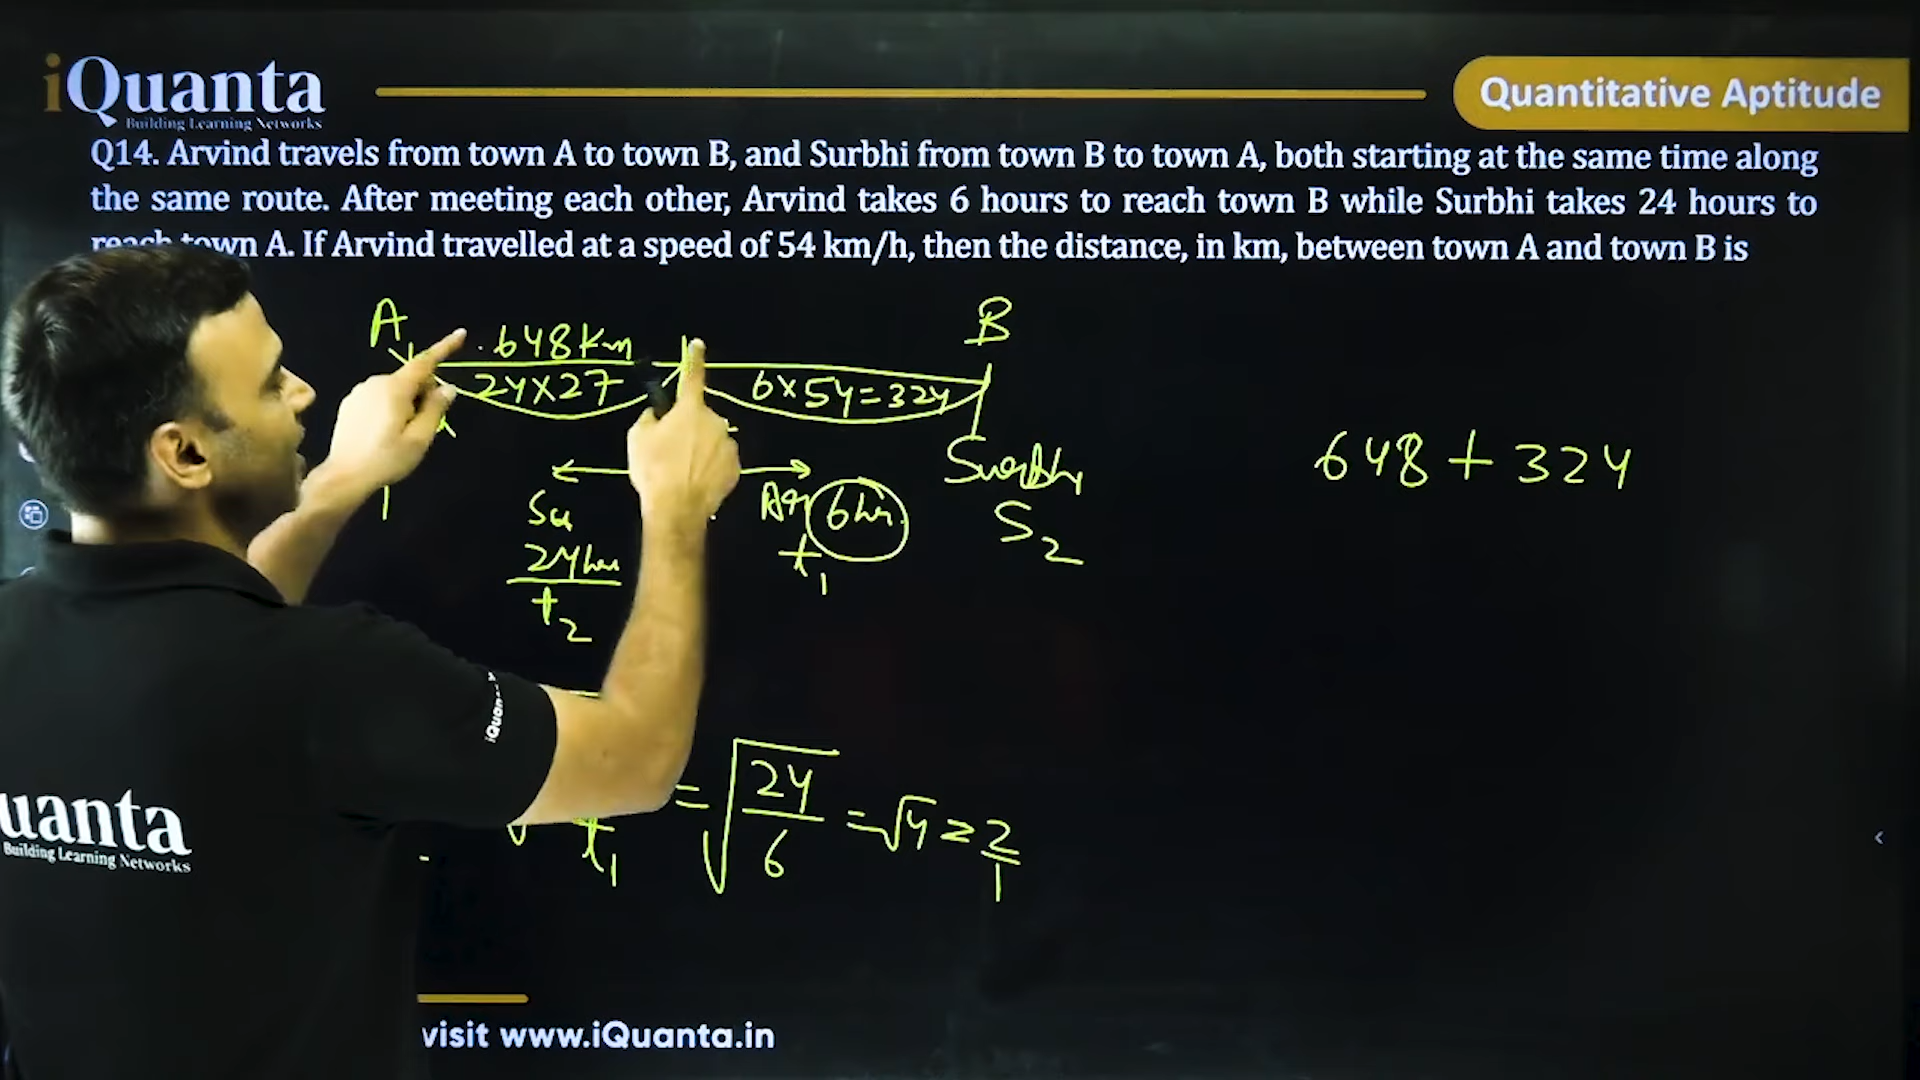 iQuanta
Building Learning Networks
Quantitative Aptitude
Q14. Arvind travels from town A to town B, and Surbhi from town B to town A, both starting at the same time along
the same route. After meeting each other, Arvind takes 6 hours to reach town B while Surbhi takes 24 hours to
reach town A. If Arvind travelled at a speed of 54 km/h, then the distance, in km, between town A and town B is
A
B
648 Km
24×27
6×54=324
Surbhi
S2
648+324
Su
24hr
t2
6hr
t1
t1
= √24/6 = √4 = 2/1
iQuan
uanta
Building Learning Networks
visit www.iQuanta.in